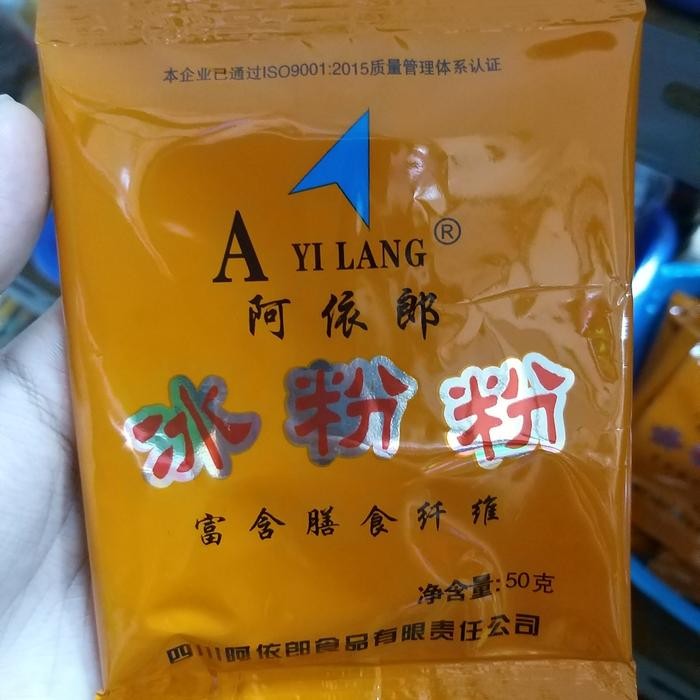 本企业已通过ISO9001:2015质量管理体系认证
A YI LANG®
阿依郎
冰粉粉
富含膳食纤维
净含量:50克
四川阿依郎食品有限责任公司